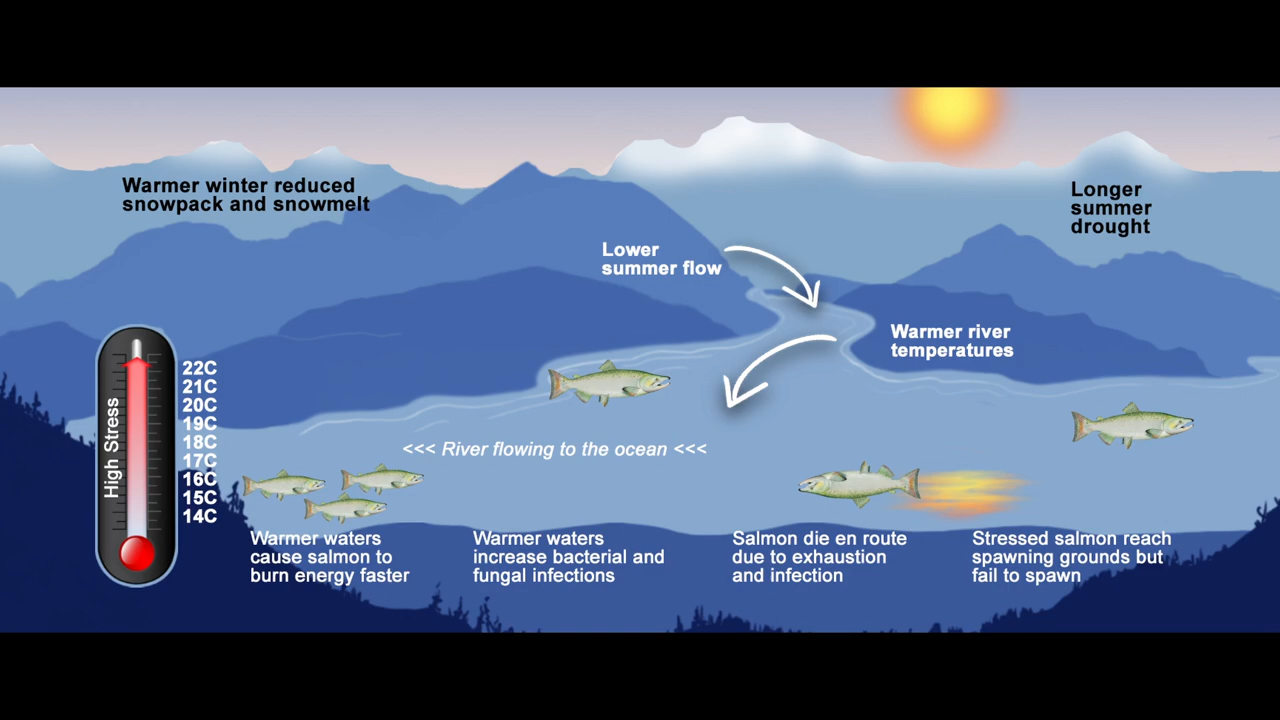 Warmer winter reduced
snowpack and snowmelt
Longer
summer
drought
Lower
summer flow
Warmer river
temperatures
High Stress
22C
21C
20C
19C
18C
17C
16C
15C
14C
<<< River flowing to the ocean <<<
Warmer waters
cause salmon to
burn energy faster
Warmer waters
increase bacterial and
fungal infections
Salmon die en route
due to exhaustion
and infection
Stressed salmon reach
spawning grounds but
fail to spawn